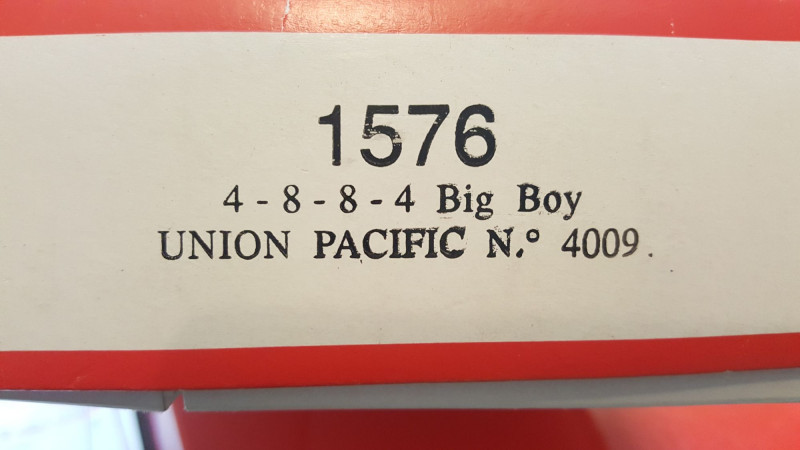 1576
4 - 8 - 8 - 4 Big Boy
UNION PACIFIC N.º 4009.